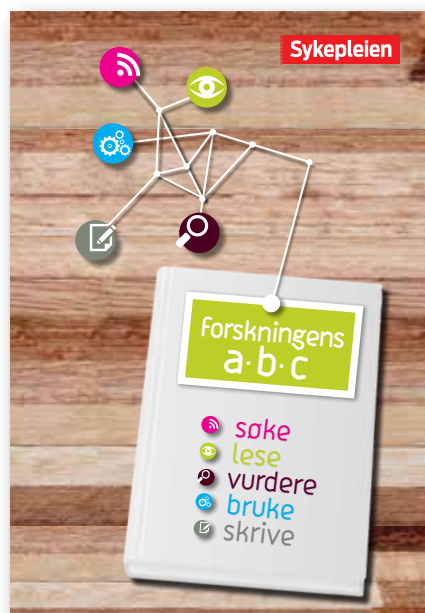 Sykepleien
forskningens
a·b·c
søke
lese
vurdere
bruke
skrive